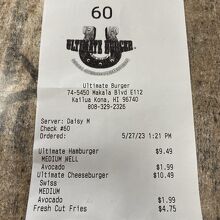 60
ULTIMATE BURGER
Ultimate Burger
74-5450 Makala Blvd E112
Kailua Kona, HI 96740
808-329-2326
Server: Daisy M
Check #60
Ordered: 5/27/23 1:21 PM
Ultimate Hamburger $9.49
MEDIUM WELL
Avocado $1.99
Ultimate Cheeseburger $10.49
Swiss
MEDIUM
Avocado $1.99
Fresh Cut Fries $4.75